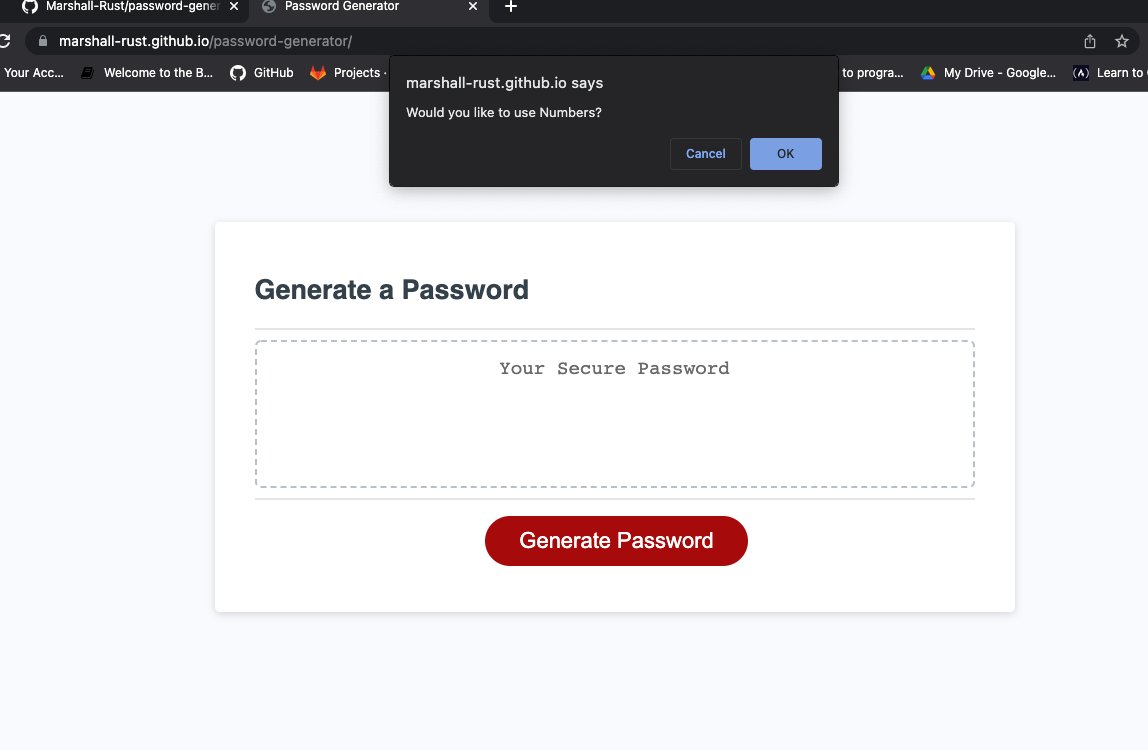 Marshall-Rust/password-gener
Password Generator
marshall-rust.github.io/password-generator/
Your Acc...
Welcome to the B...
GitHub
Projects ·
to progra...
My Drive - Google...
Learn to
marshall-rust.github.io says
Would you like to use Numbers?
Cancel
OK
Generate a Password
Your Secure Password
Generate Password